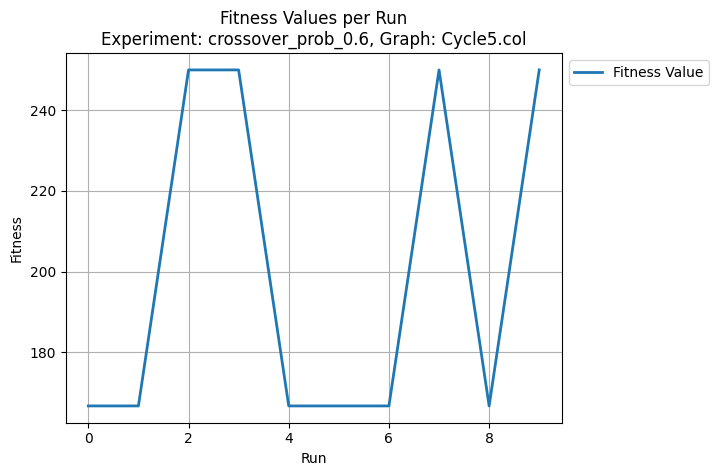 Fitness Values per Run
Experiment: crossover_prob_0.6, Graph: Cycle5.col
Fitness Value
240
220
200
180
Fitness
0 2 4 6 8
Run